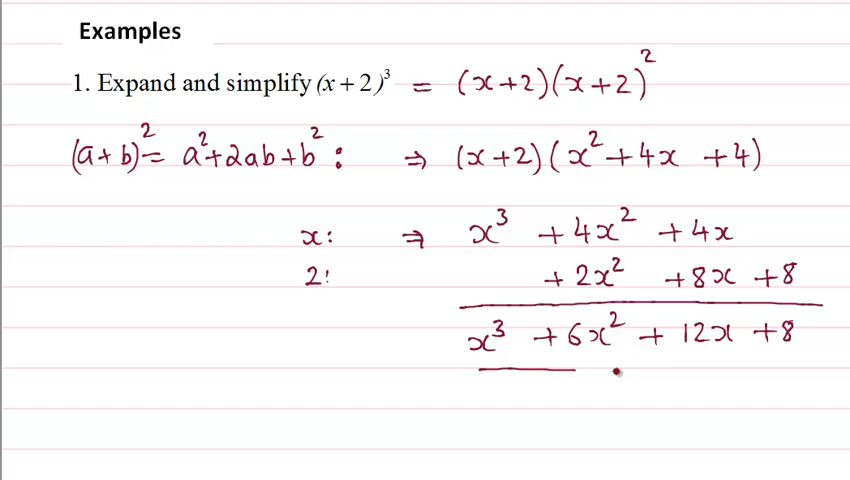 Examples
1. Expand and simplify (x + 2)³ = (x+2)(x+2)²
(a+b)² = a²+2ab+b² : ⇒ (x+2)(x²+4x +4)
x: ⇒ x³ +4x² +4x
2: +2x² +8x +8
x³ +6x² + 12x +8